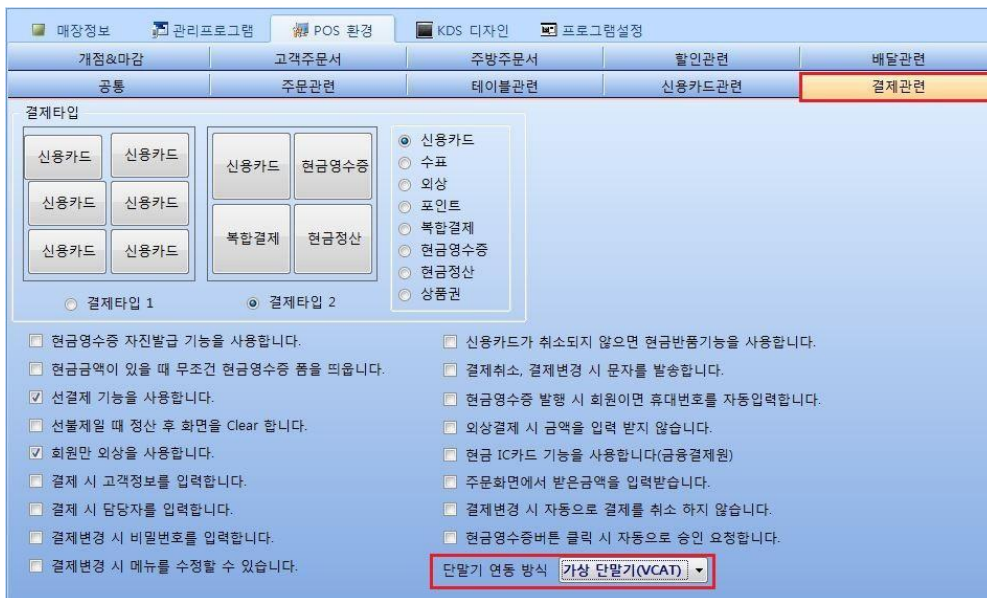 매장정보 관리프로그램 POS 환경 KDS 디자인 프로그램설정
개점&마감 고객주문서 주방주문서 할인관련 배달관련
공통 주문관련 테이블관련 신용카드관련 결제관련
결제타입
신용카드 신용카드
신용카드 신용카드
신용카드 신용카드
신용카드 현금영수증
복합결제 현금정산
신용카드
수표
외상
포인트
복합결제
현금영수증
현금정산
상품권
결제타입 1 결제타입 2
현금영수증 자진발급 기능을 사용합니다.
현금금액이 있을 때 무조건 현금영수증 폼을 띄웁니다.
선결제 기능을 사용합니다.
선불제일 때 정산 후 화면을 Clear 합니다.
회원만 외상을 사용합니다.
결제 시 고객정보를 입력합니다.
결제 시 담당자를 입력합니다.
결제변경 시 비밀번호를 입력합니다.
결제변경 시 메뉴를 수정할 수 있습니다.
신용카드가 취소되지 않으면 현금반품기능을 사용합니다.
결제취소, 결제변경 시 문자를 발송합니다.
현금영수증 발행 시 회원이면 휴대번호를 자동입력합니다.
외상결제 시 금액을 입력 받지 않습니다.
현금 IC카드 기능을 사용합니다(금융결제원)
주문화면에서 받은금액을 입력받습니다.
결제변경 시 자동으로 결제를 취소 하지 않습니다.
현금영수증버튼 클릭 시 자동으로 승인 요청합니다.
단말기 연동 방식 가상 단말기(VCAT)